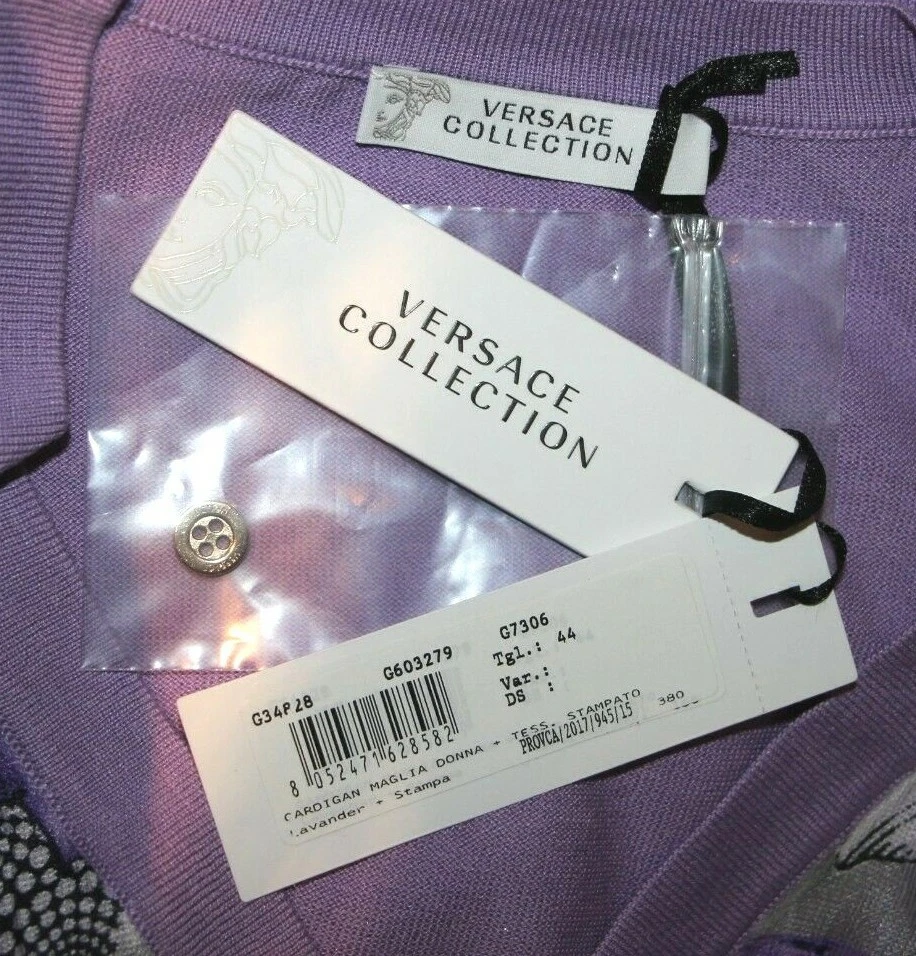 VERSACE
COLLECTION
VERSACE
COLLECTION
G34P28 G603279 G7306
Tgl.: 44
Var.:
DS :
8 052471 628582
CARDIGAN MAGLIA DONNA + TESS. STAMPATO
PROVCA/2017/945/15 380
Lavander + Stampa